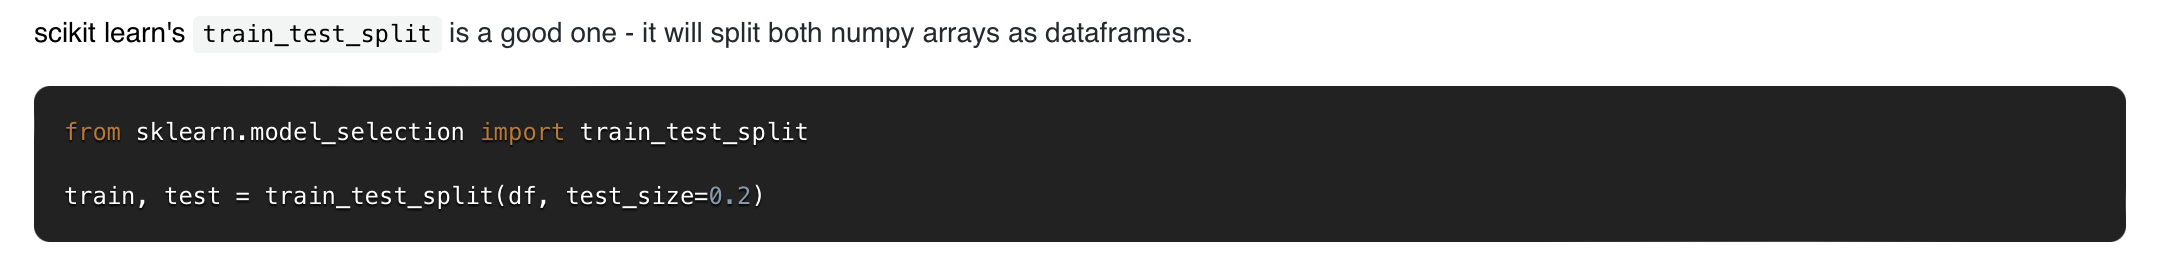 scikit learn's train_test_split is a good one - it will split both numpy arrays as dataframes.
from sklearn.model_selection import train_test_split
train, test = train_test_split(df, test_size=0.2)